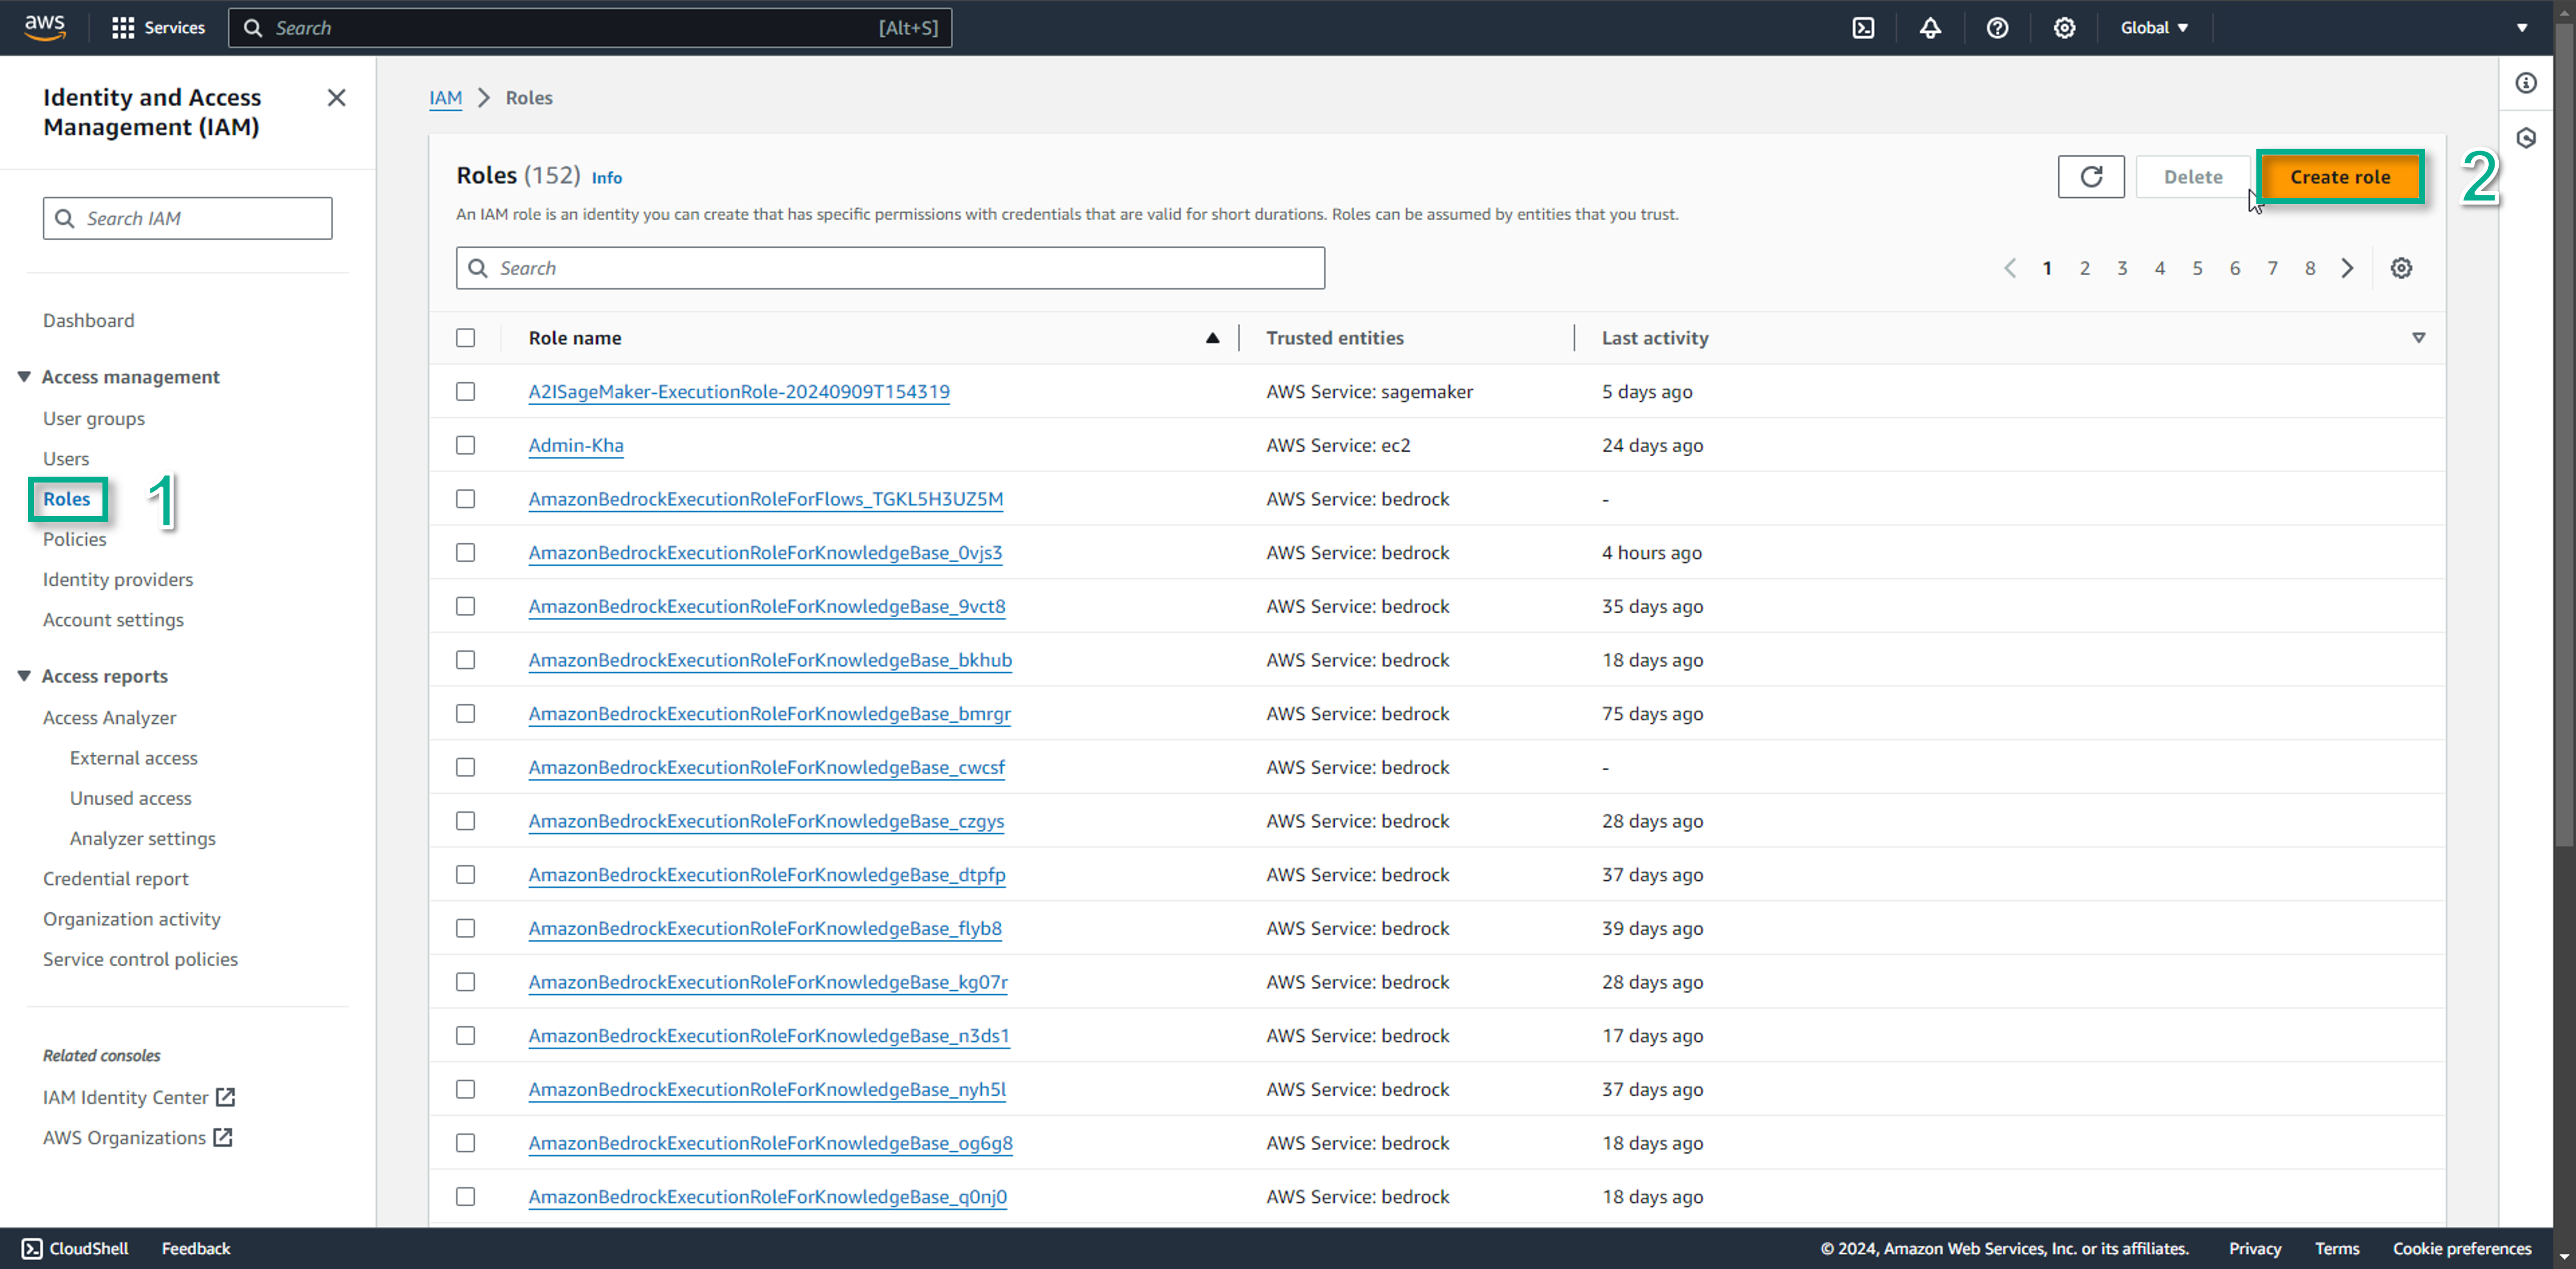 aws
Services
Search
[Alt+S]
Global
Identity and Access
Management (IAM)
Search IAM
Dashboard
Access management
User groups
Users
Roles
1
Policies
Identity providers
Account settings
Access reports
Access Analyzer
External access
Unused access
Analyzer settings
Credential report
Organization activity
Service control policies
Related consoles
IAM Identity Center
AWS Organizations
IAM > Roles
Roles (152) Info
Delete
Create role
2
An IAM role is an identity you can create that has specific permissions with credentials that are valid for short durations. Roles can be assumed by entities that you trust.
Search
1 2 3 4 5 6 7 8
Role name Trusted entities Last activity
A2ISageMaker-ExecutionRole-20240909T154319 AWS Service: sagemaker 5 days ago
Admin-Kha AWS Service: ec2 24 days ago
AmazonBedrockExecutionRoleForFlows_TGKL5H3UZ5M AWS Service: bedrock -
AmazonBedrockExecutionRoleForKnowledgeBase_0vjs3 AWS Service: bedrock 4 hours ago
AmazonBedrockExecutionRoleForKnowledgeBase_9vct8 AWS Service: bedrock 35 days ago
AmazonBedrockExecutionRoleForKnowledgeBase_bkhub AWS Service: bedrock 18 days ago
AmazonBedrockExecutionRoleForKnowledgeBase_bmrgr AWS Service: bedrock 75 days ago
AmazonBedrockExecutionRoleForKnowledgeBase_cwcsf AWS Service: bedrock -
AmazonBedrockExecutionRoleForKnowledgeBase_czgys AWS Service: bedrock 28 days ago
AmazonBedrockExecutionRoleForKnowledgeBase_dtpfp AWS Service: bedrock 37 days ago
AmazonBedrockExecutionRoleForKnowledgeBase_flyb8 AWS Service: bedrock 39 days ago
AmazonBedrockExecutionRoleForKnowledgeBase_kg07r AWS Service: bedrock 28 days ago
AmazonBedrockExecutionRoleForKnowledgeBase_n3ds1 AWS Service: bedrock 17 days ago
AmazonBedrockExecutionRoleForKnowledgeBase_nyh5l AWS Service: bedrock 37 days ago
AmazonBedrockExecutionRoleForKnowledgeBase_og6g8 AWS Service: bedrock 18 days ago
AmazonBedrockExecutionRoleForKnowledgeBase_q0nj0 AWS Service: bedrock 18 days ago
CloudShell Feedback © 2024, Amazon Web Services, Inc. or its affiliates. Privacy Terms Cookie preferences